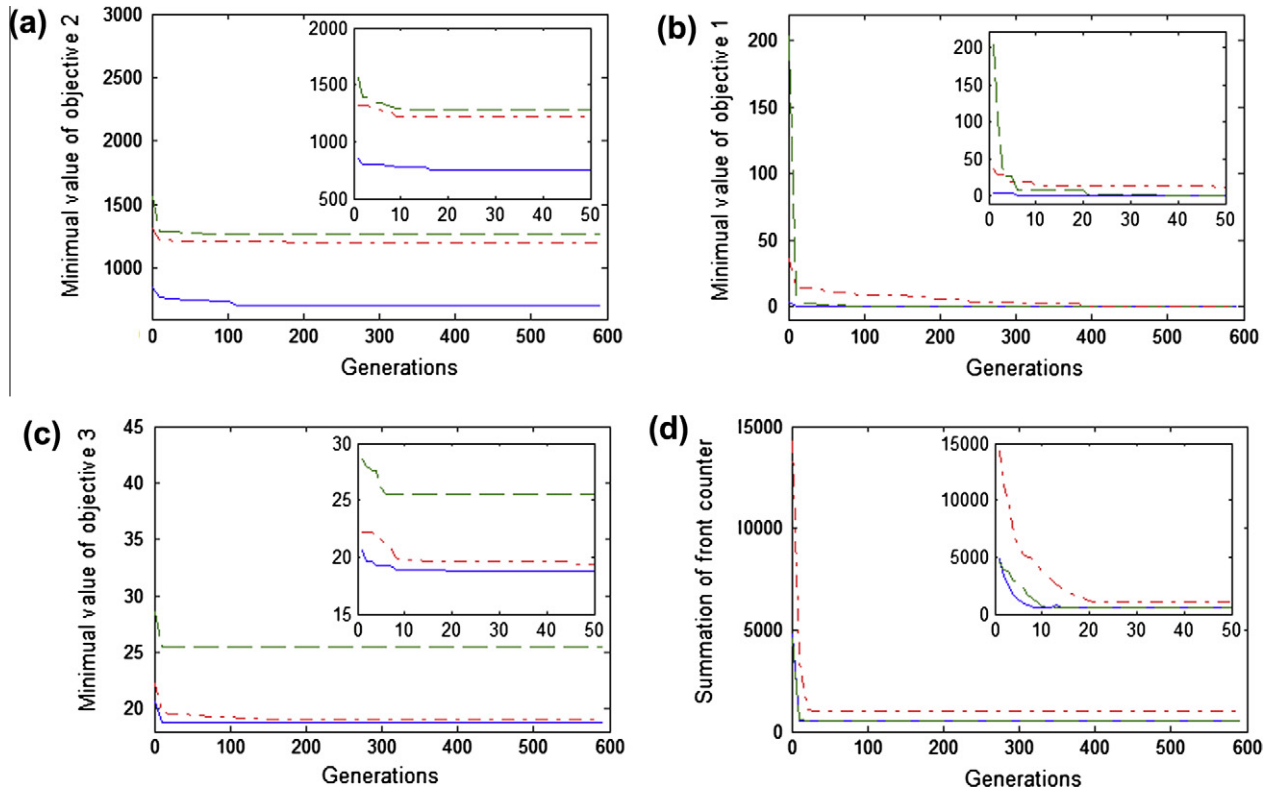 (a)
Minimual value of objective 2
3000
2500
2000
1500
1000
0 100 200 300 400 500 600
Generations
2000
1500
1000
500
0 10 20 30 40 50
(b)
Minimual value of objective 1
200
150
100
50
0
0 100 200 300 400 500 600
Generations
200
150
100
50
0
0 10 20 30 40 50
(c)
Minimual value of objective 3
45
40
35
30
25
20
0 100 200 300 400 500 600
Generations
30
25
20
15
0 10 20 30 40 50
(d)
Summation of front counter
15000
10000
5000
0
0 100 200 300 400 500 600
Generations
15000
10000
5000
0
0 10 20 30 40 50